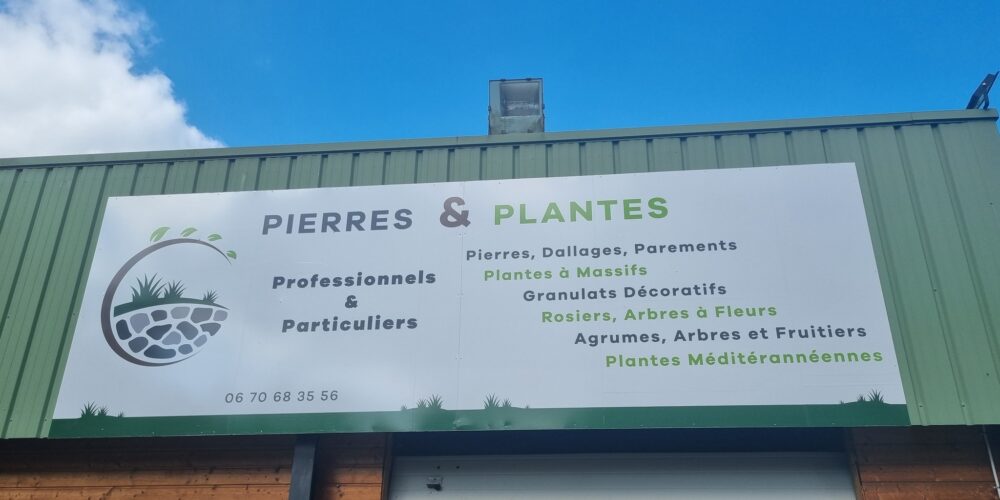 PIERRES & PLANTES
Professionnels
&
Particuliers
06 70 68 35 56
Pierres, Dallages, Parements
Plantes à Massifs
Granulats Décoratifs
Rosiers, Arbres à Fleurs
Agrumes, Arbres et Fruitiers
Plantes Méditérannéennes